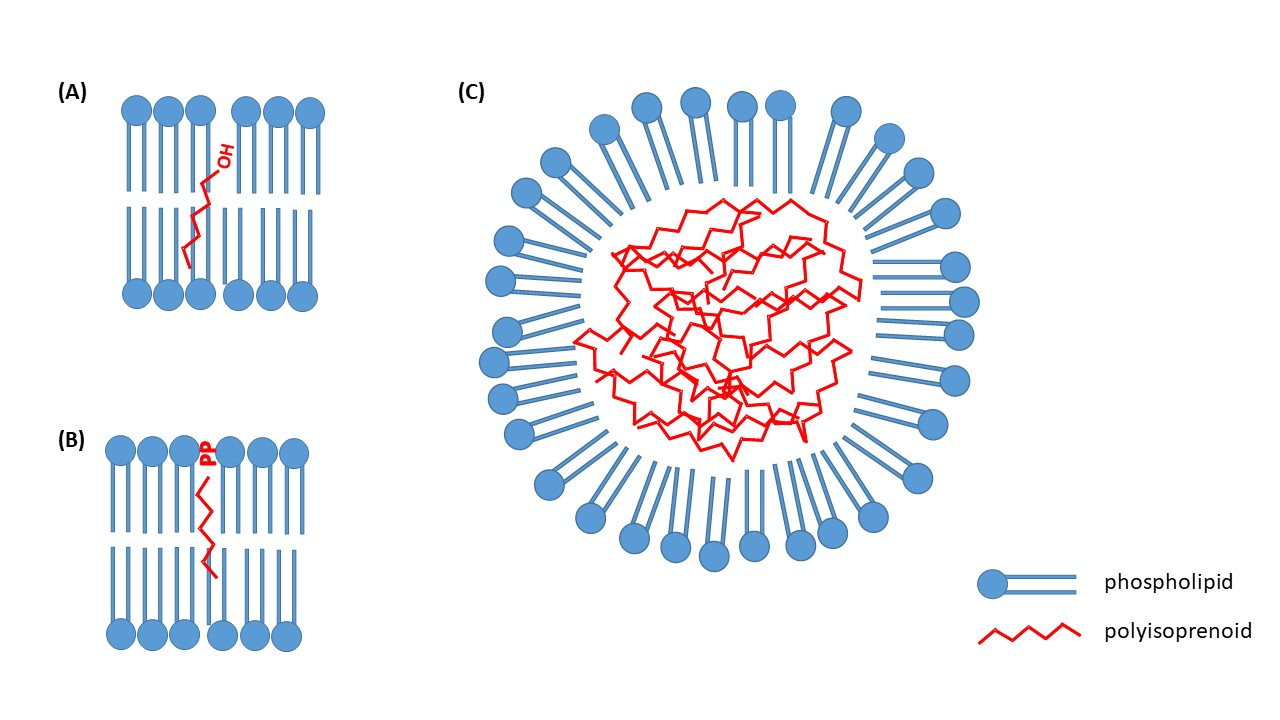 (A)
OH
(B)
PP
(C)
phospholipid
polyisoprenoid